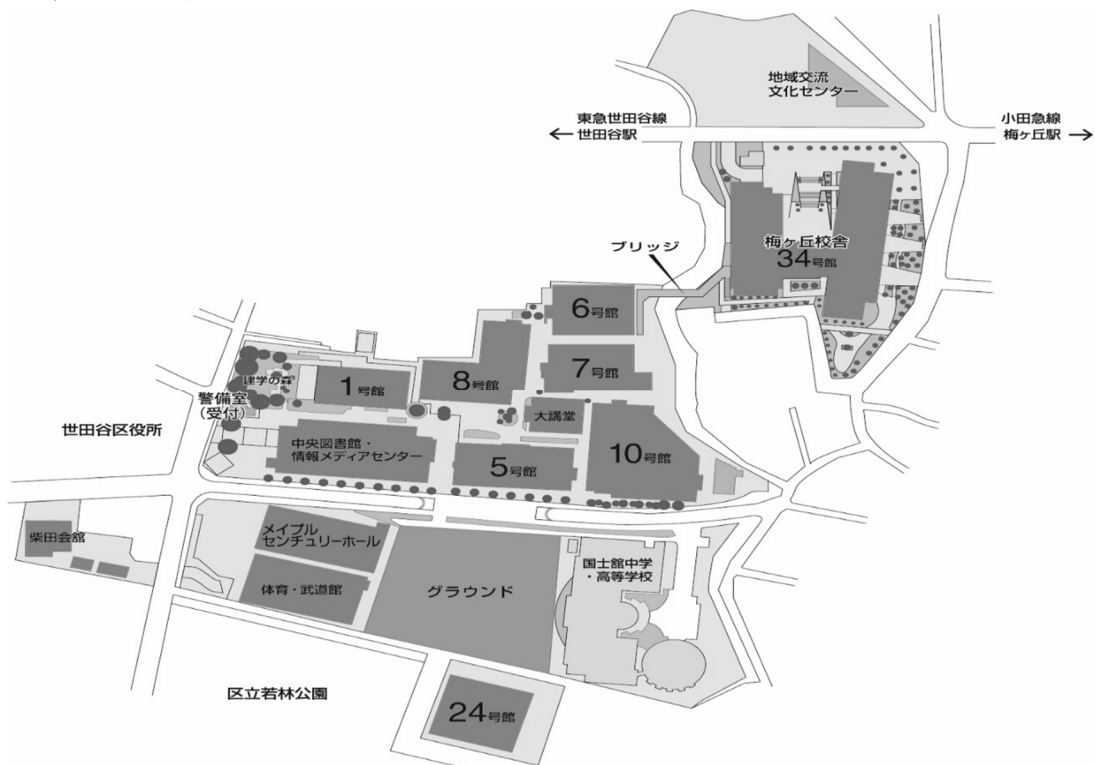 地域交流
文化センター
東急世田谷線
世田谷駅
小田急線
梅ヶ丘駅
ブリッジ
梅ヶ丘校舎
34号館
6号館
7号館
8号館
1号館
建学の森
警備室
(受付)
世田谷区役所
大講堂
中央図書館・
情報メディアセンター
5号館
10号館
柴田会舘
メイプル
センチュリーホール
体育・武道館
グラウンド
国士舘中学
・高等学校
区立若林公園
24号館